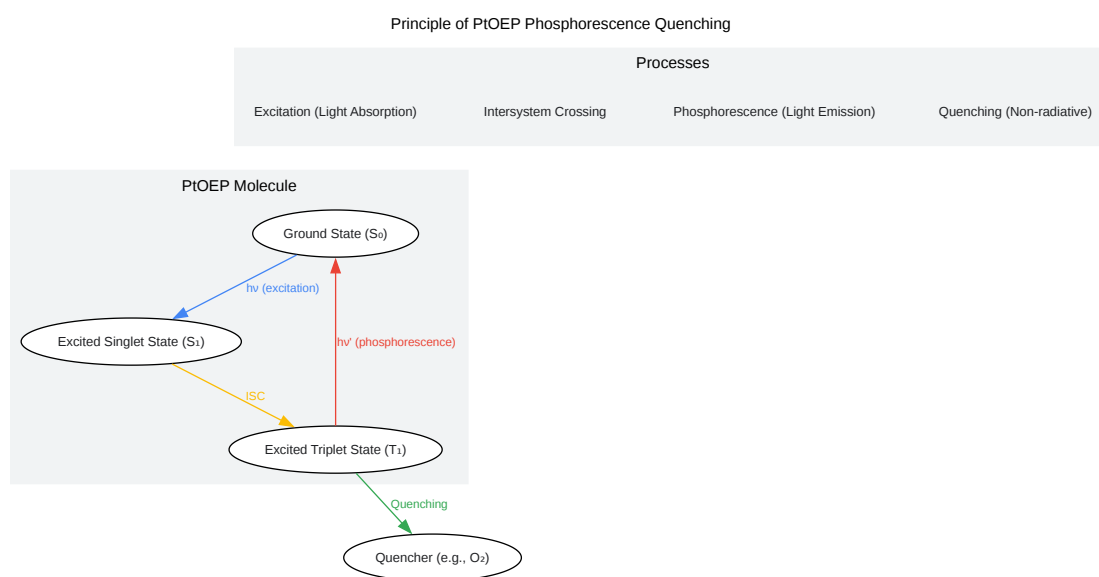 Principle of PtOEP Phosphorescence Quenching
Processes
Excitation (Light Absorption)
Intersystem Crossing
Phosphorescence (Light Emission)
Quenching (Non-radiative)
PtOEP Molecule
Ground State (S₀)
hν (excitation)
Excited Singlet State (S₁)
hν' (phosphorescence)
ISC
Excited Triplet State (T₁)
Quenching
Quencher (e.g., O₂)